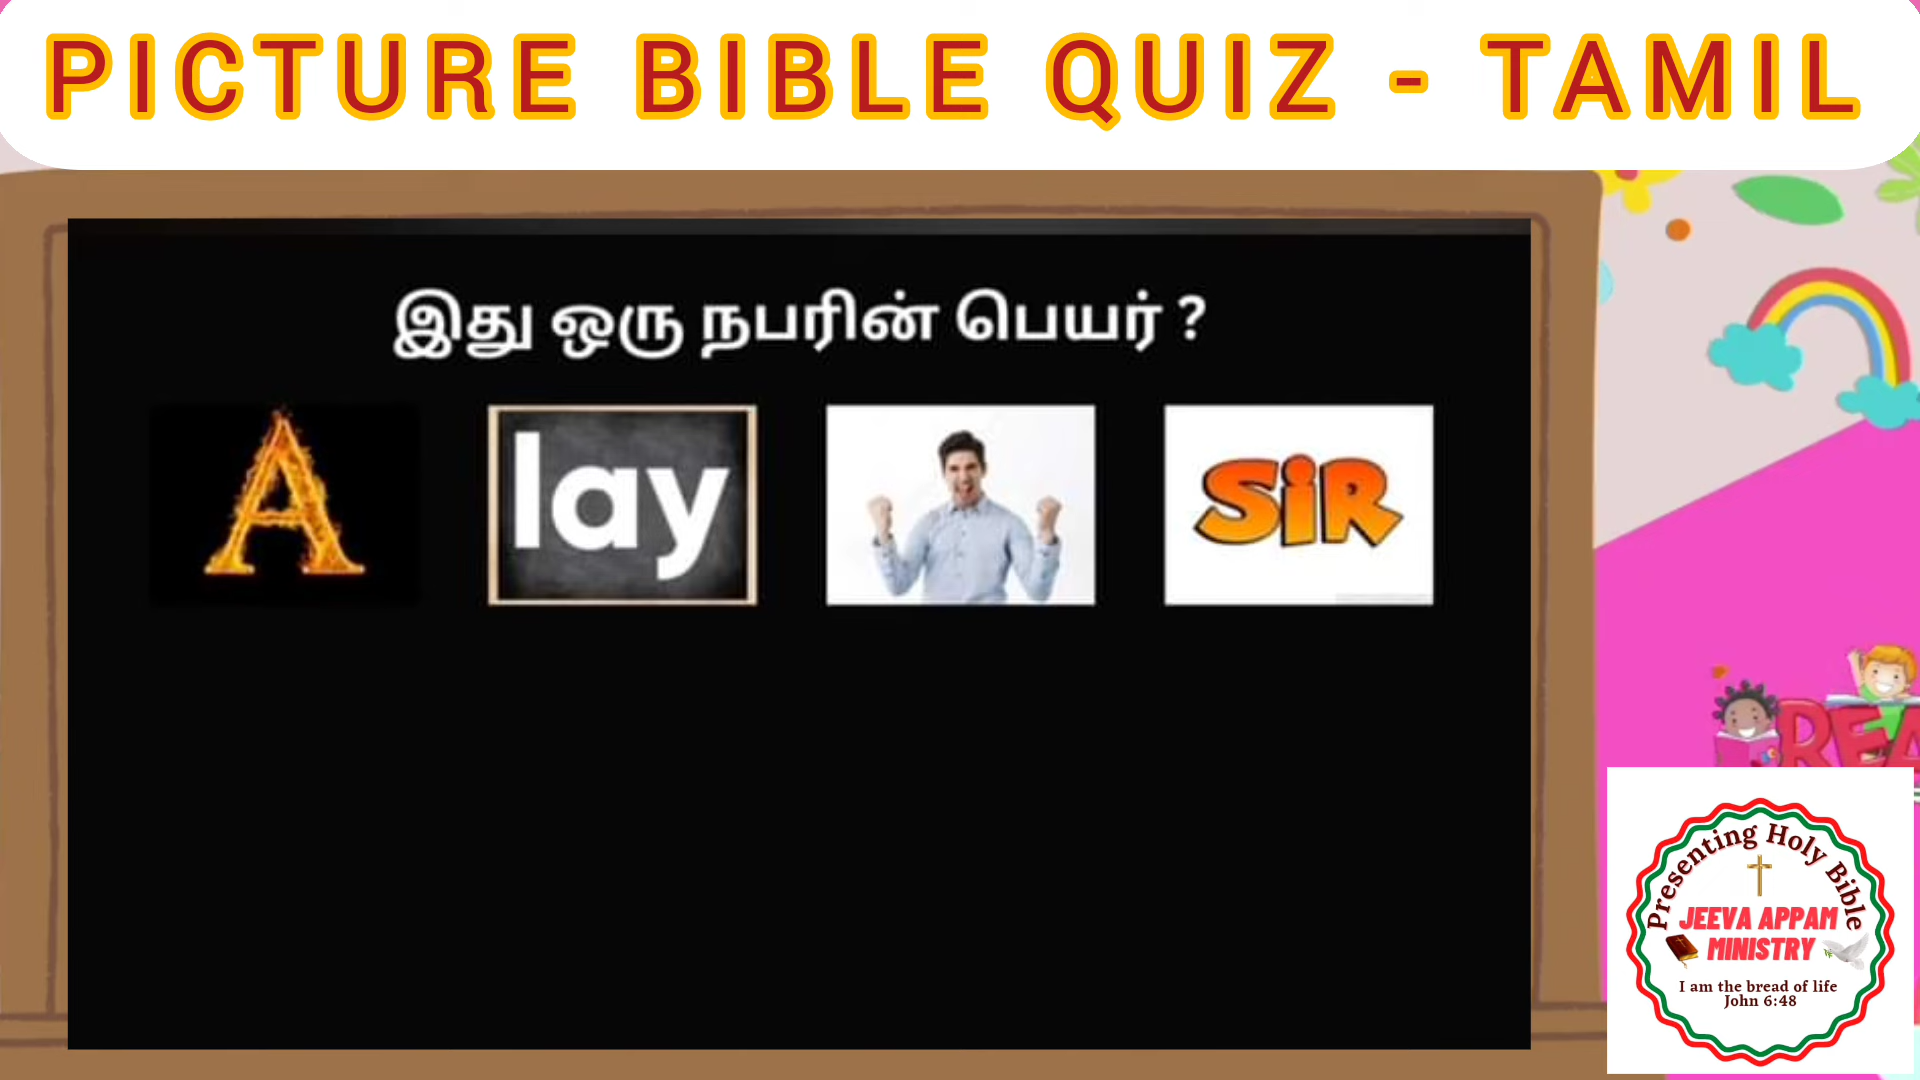 PICTURE BIBLE QUIZ - TAMIL
இது ஒரு நபரின் பெயர் ?
A
lay
SiR
REA
Presenting Holy Bible
JEEVA APPAM
MINISTRY
I am the bread of life
John 6:48